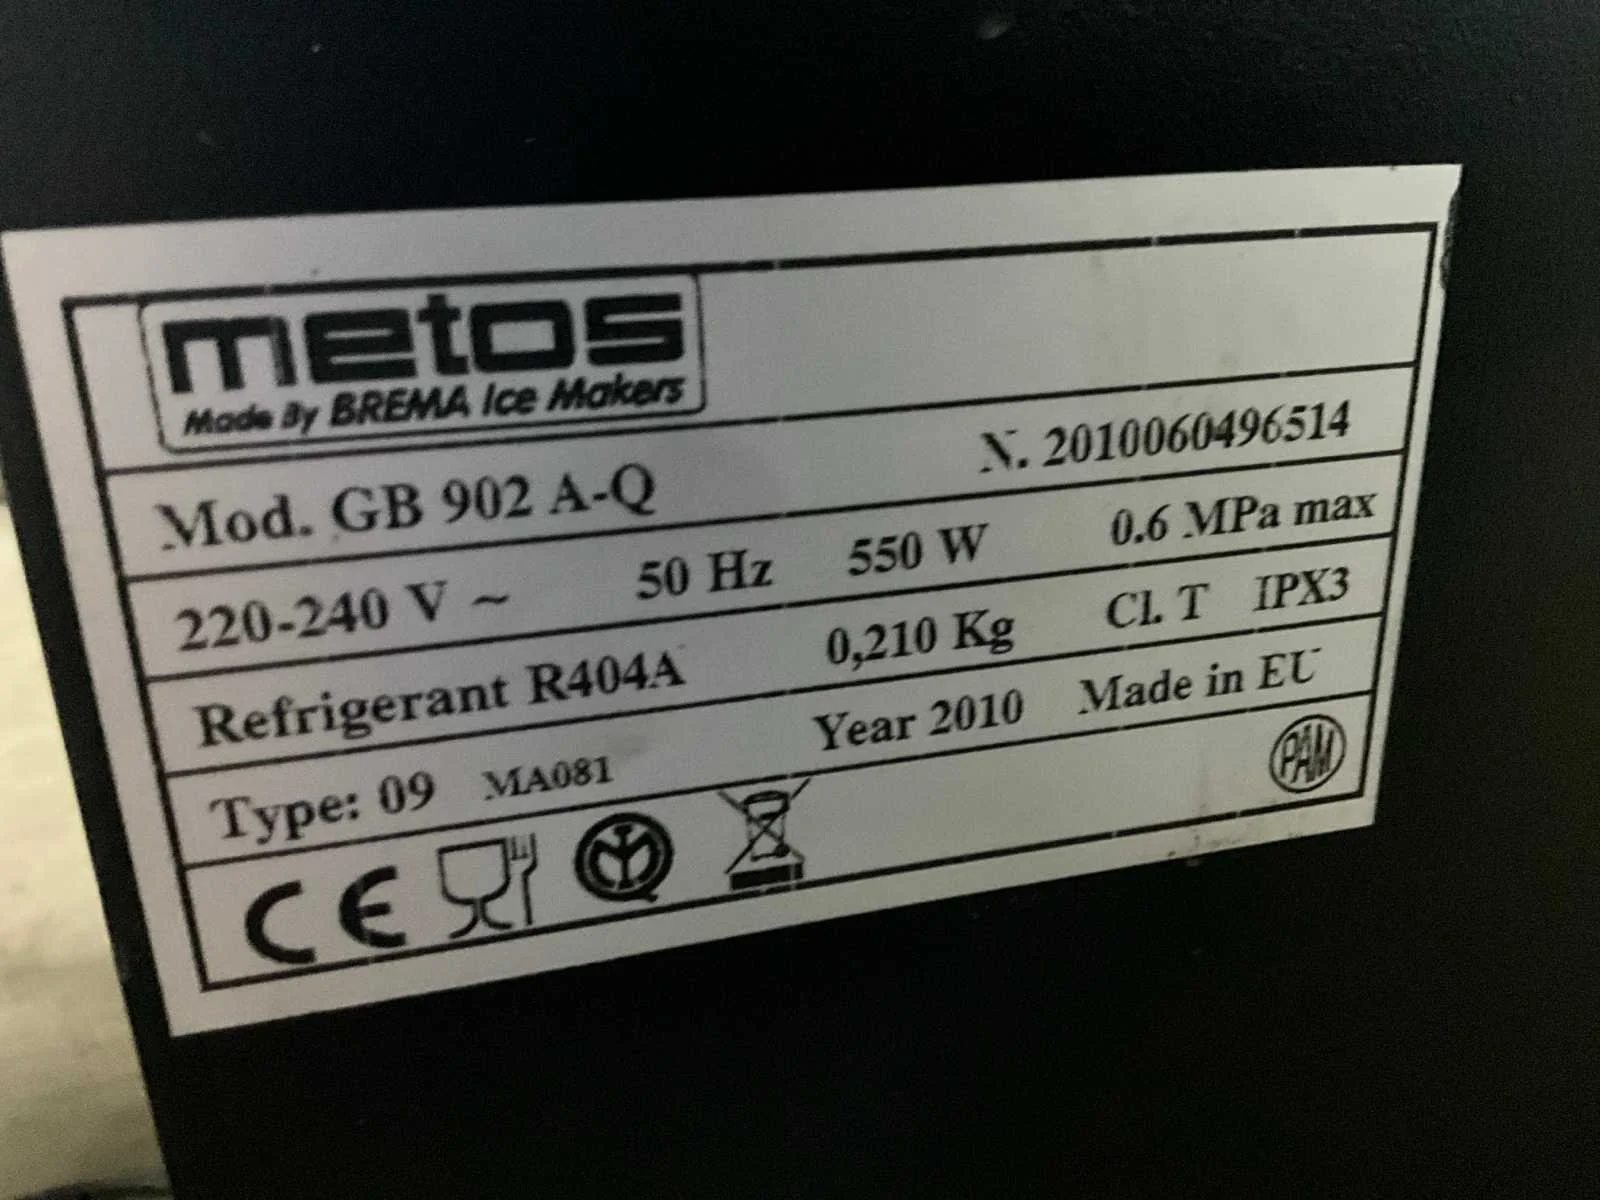 metos
Made By BREMA Ice Makers
Mod. GB 902 A-Q N. 2010060496514
220-240 V ~ 50 Hz 550 W 0.6 MPa max
Refrigerant R404A 0,210 Kg Cl. T IPX3
Type: 09 MA081 Year 2010 Made in EU
CE PAM